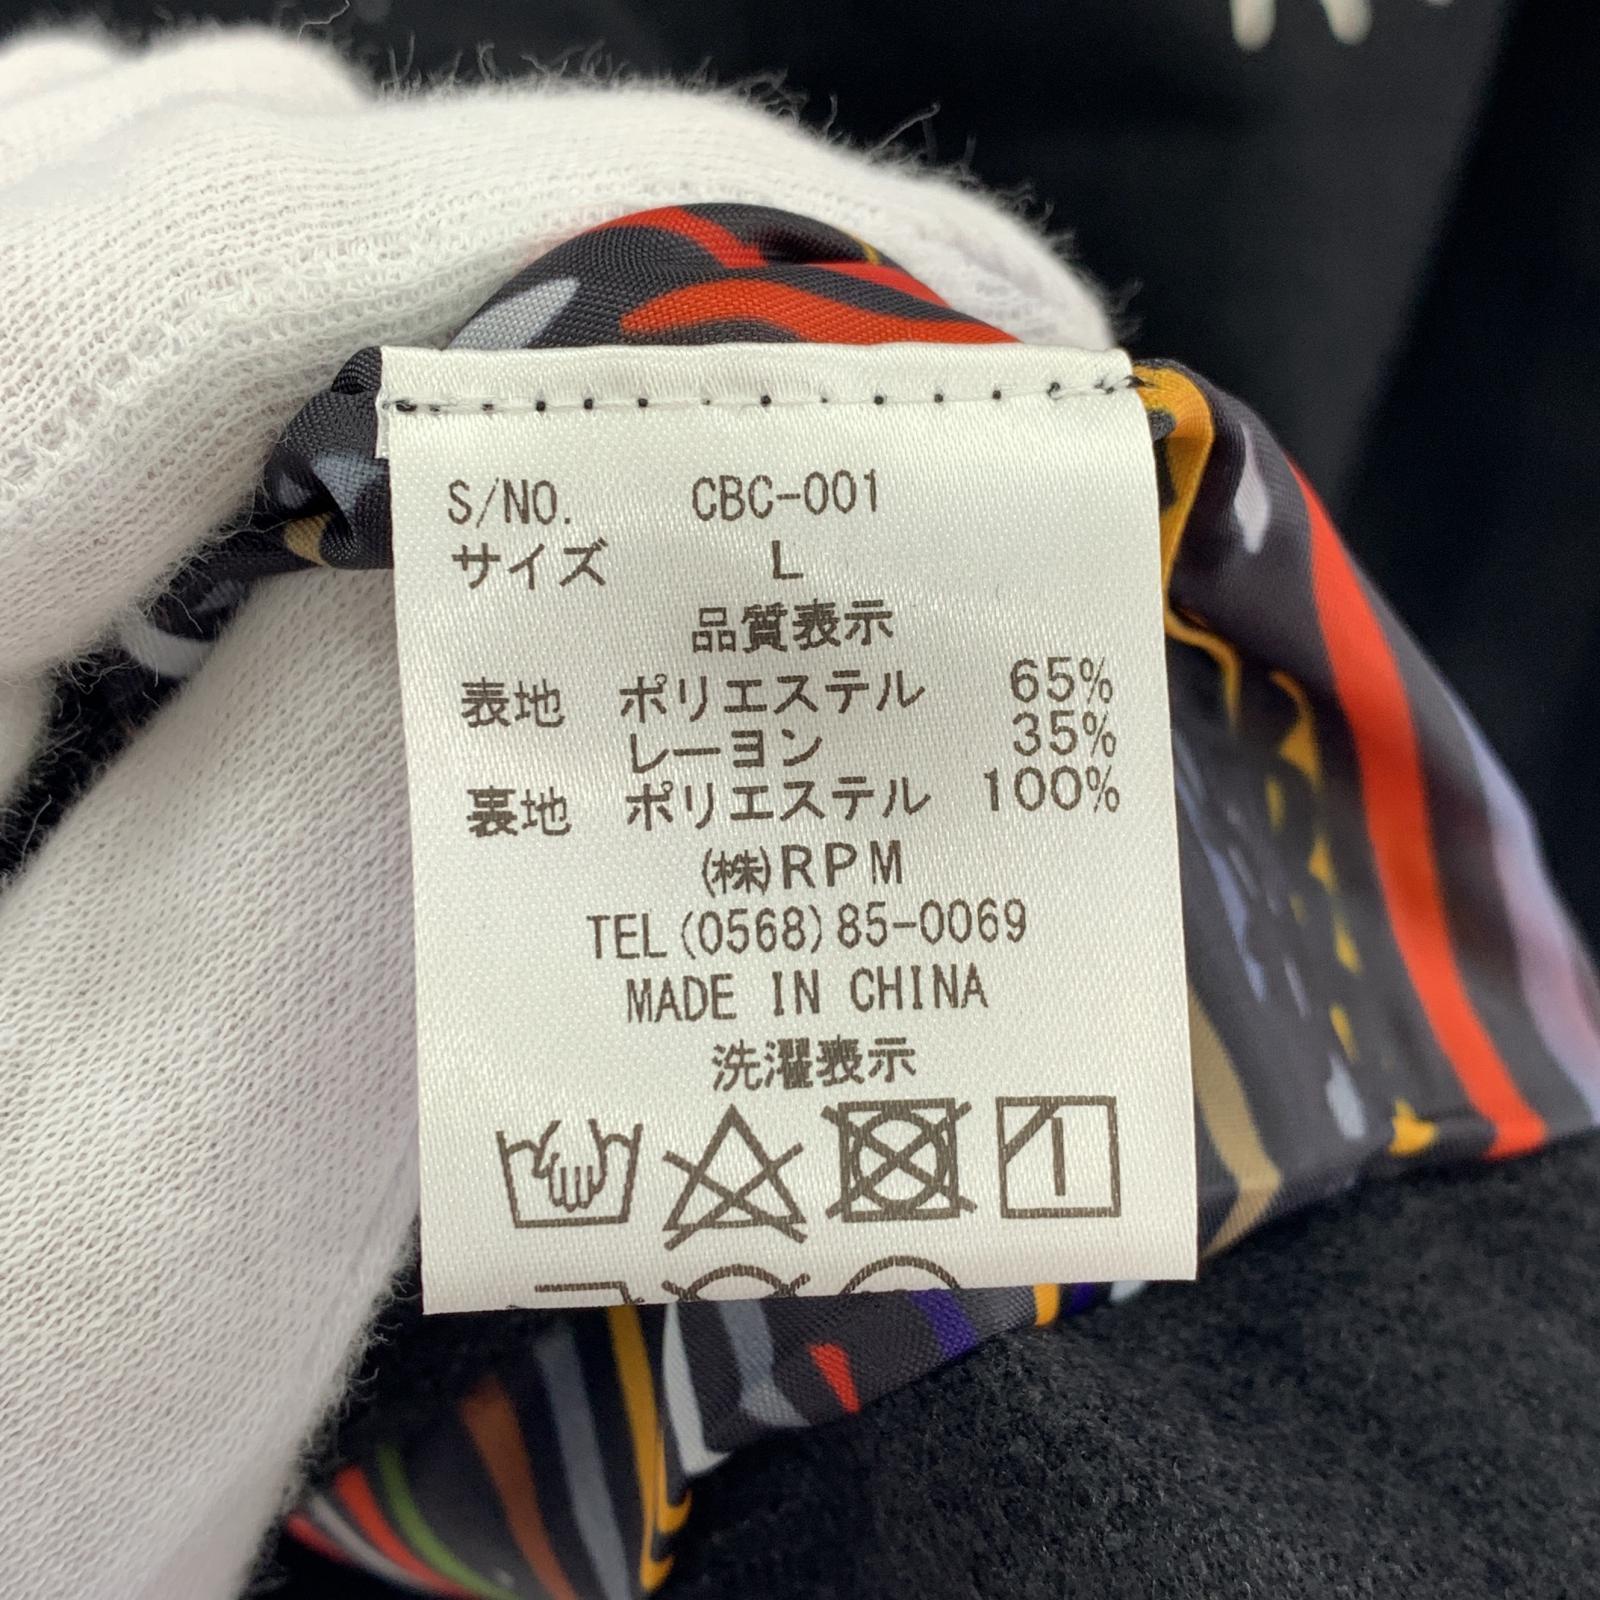 S/NO. CBC-001
サイズ L
品質表示
表地 ポリエステル 65%
レーヨン 35%
裏地 ポリエステル 100%
(株)RPM
TEL(0568)85-0069
MADE IN CHINA
洗濯表示